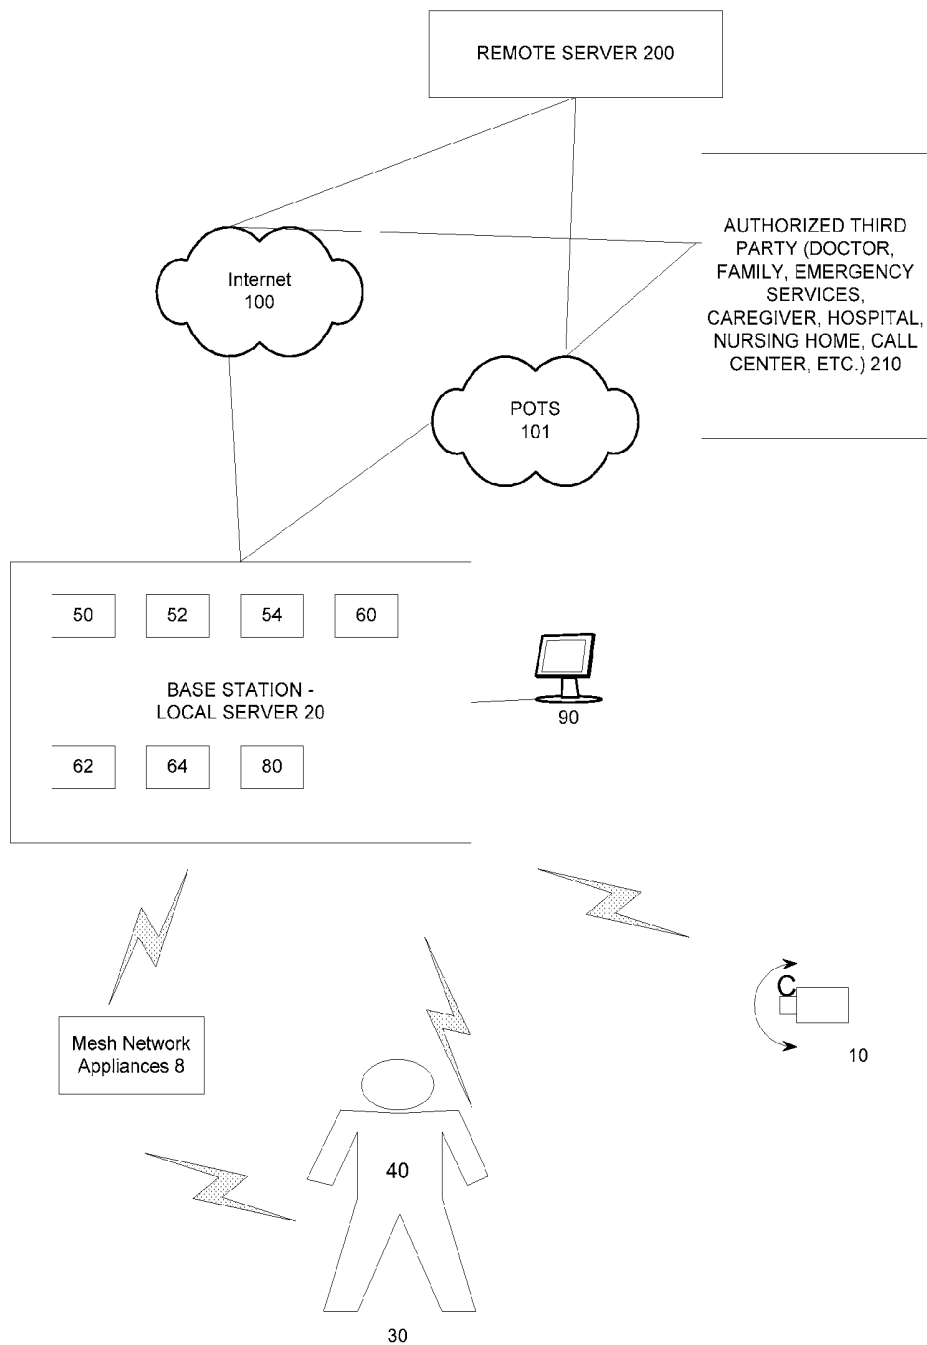 REMOTE SERVER 200
AUTHORIZED THIRD
PARTY (DOCTOR,
FAMILY, EMERGENCY
SERVICES,
CAREGIVER, HOSPITAL,
NURSING HOME, CALL
CENTER, ETC.) 210
Internet
100
POTS
101
50 52 54 60
BASE STATION -
LOCAL SERVER 20
90
62 64 80
C
10
Mesh Network
Appliances 8
40
30